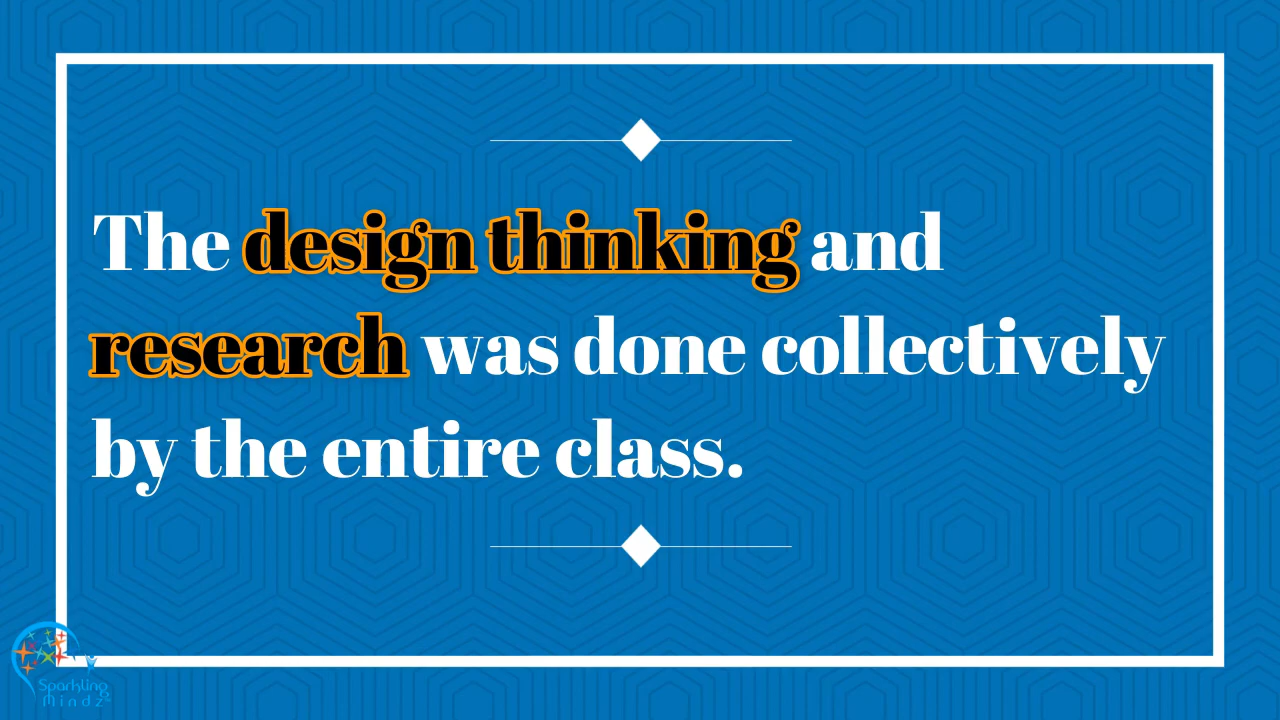 The design thinking and
research was done collectively
by the entire class.
Sparkling
Mindz